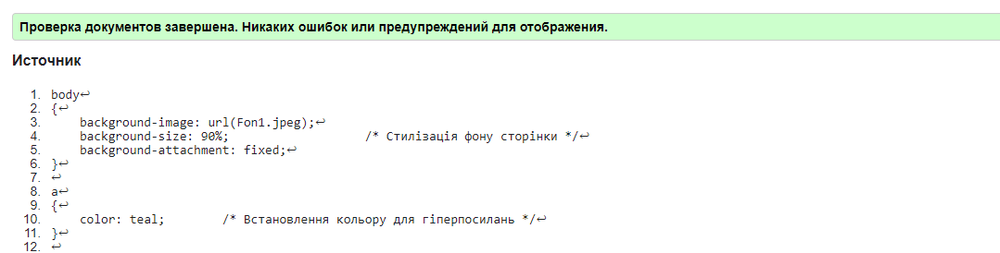 Проверка документов завершена. Никаких ошибок или предупреждений для отображения.
Источник
1. body↩
2. {↩
3. background-image: url(Fon1.jpeg);↩
4. background-size: 90%; /* Стилізація фону сторінки */↩
5. background-attachment: fixed;↩
6. }↩
7. ↩
8. a↩
9. {↩
10. color: teal; /* Встановлення кольору для гіперпосилань */↩
11. }↩
12. ↩